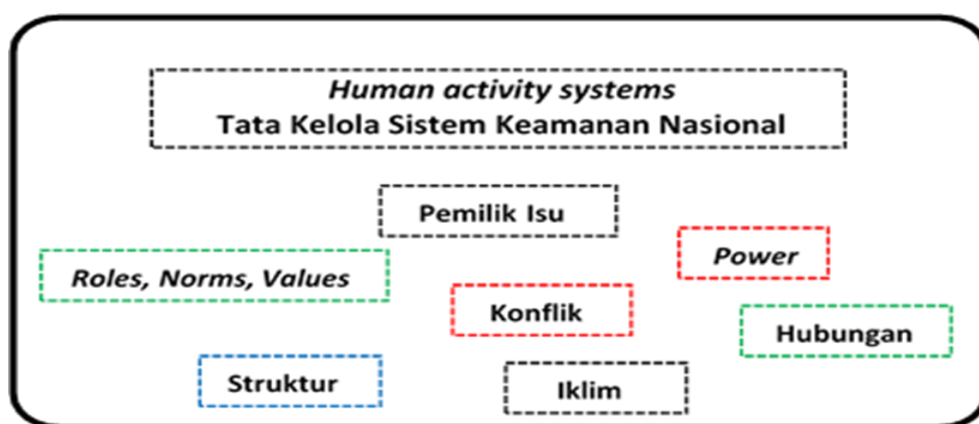 Human activity systems
Tata Kelola Sistem Keamanan Nasional
Pemilik Isu
Power
Roles, Norms, Values
Konflik
Hubungan
Struktur
Iklim